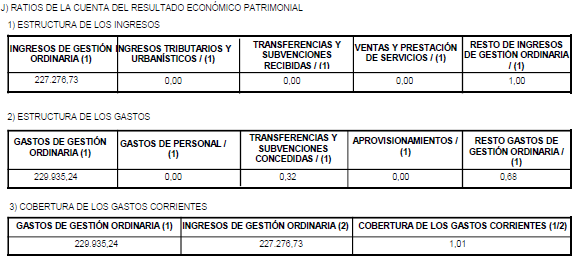 J) RATIOS DE LA CUENTA DEL RESULTADO ECONÓMICO PATRIMONIAL
1) ESTRUCTURA DE LOS INGRESOS
INGRESOS DE GESTIÓN ORDINARIA (1) INGRESOS TRIBUTARIOS Y URBANÍSTICOS / (1) TRANSFERENCIAS Y SUBVENCIONES RECIBIDAS / (1) VENTAS Y PRESTACIÓN DE SERVICIOS / (1) RESTO DE INGRESOS DE GESTIÓN ORDINARIA / (1)
227.276,73 0,00 0,00 0,00 1,00
2) ESTRUCTURA DE LOS GASTOS
GASTOS DE GESTIÓN ORDINARIA (1) GASTOS DE PERSONAL / (1) TRANSFERENCIAS Y SUBVENCIONES CONCEDIDAS / (1) APROVISIONAMIENTOS / (1) RESTO GASTOS DE GESTIÓN ORDINARIA / (1)
229.935,24 0,00 0,32 0,00 0,68
3) COBERTURA DE LOS GASTOS CORRIENTES
GASTOS DE GESTIÓN ORDINARIA (1) INGRESOS DE GESTIÓN ORDINARIA (2) COBERTURA DE LOS GASTOS CORRIENTES (1/2)
229.935,24 227.276,73 1,01